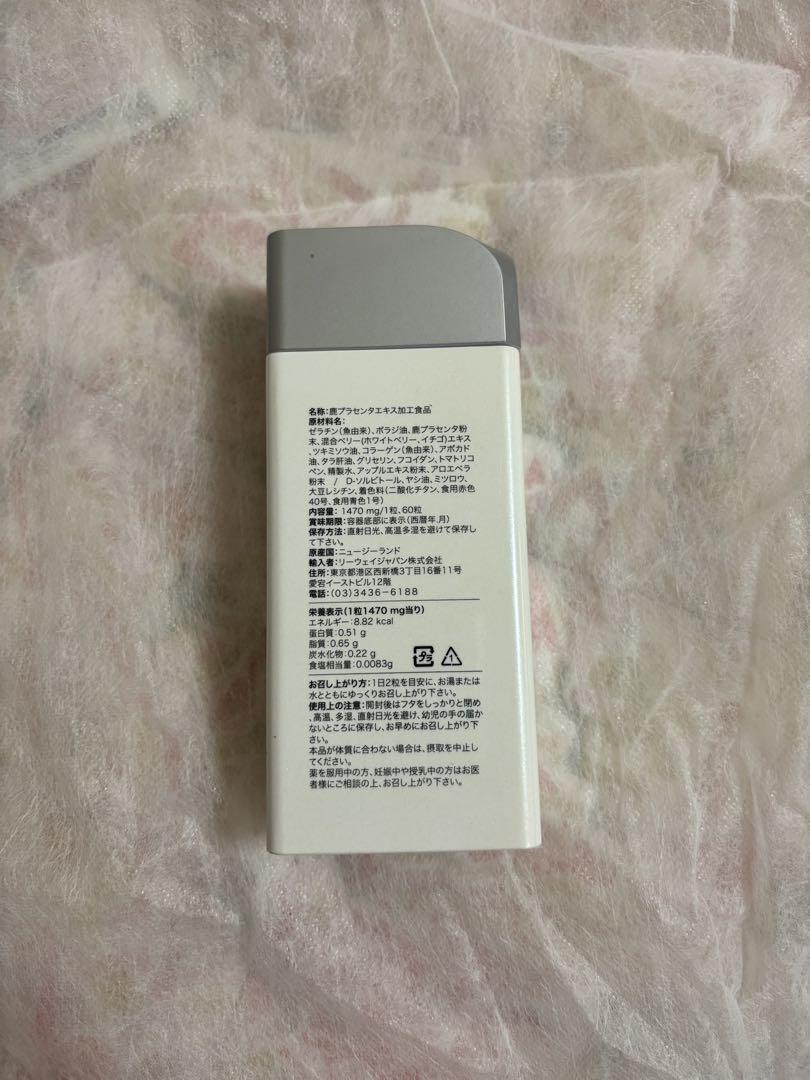 名称：鹿プラセンタエキス加工食品
原材料名：
ゼラチン（魚由来）、ボラジ油、鹿プラセンタ粉
末、混合ベリー（ホワイトベリー、イチゴ）エキス
、ツキミソウ油、コラーゲン（魚由来）、アボカド
油、タラ肝油、グリセリン、フコイダン、トマトリコ
ペン、精製水、アップルエキス粉末、アロエベラ
粉末 / D-ソルビトール、ヤシ油、ミツロウ、
大豆レシチン、着色料（二酸化チタン、食用赤色
40号、食用青色1号）
内容量： 1470 mg/1粒、60粒
賞味期限：容器底部に表示（西暦年、月）
保存方法：直射日光、高温多湿を避けて保存し
て下さい。
原産国：ニュージーランド
輸入者：リーウェイジャパン株式会社
住所：東京都港区西新橋3丁目16番11号
愛宕イーストビル12階
電話：（03）3436-6188
栄養表示（1粒1470 mg当り）
エネルギー：8.82 kcal
蛋白質：0.51 g
脂質：0.65 g
炭水化物：0.22 g
食塩相当量：0.0083g
プラ 1
お召し上がり方：1日2粒を目安に、お湯または
水とともにゆっくりお召し上がり下さい。
使用上の注意：開封後はフタをしっかりと閉め
、高温、多湿、直射日光を避け、幼児の手の届か
ないところに保存し、お早めにお召し上がり下
さい。
本品が体質に合わない場合は、摂取を中止し
てください。
薬を服用中の方、妊娠中や授乳中の方はお医
者様にご相談の上、お召し上がり下さい。